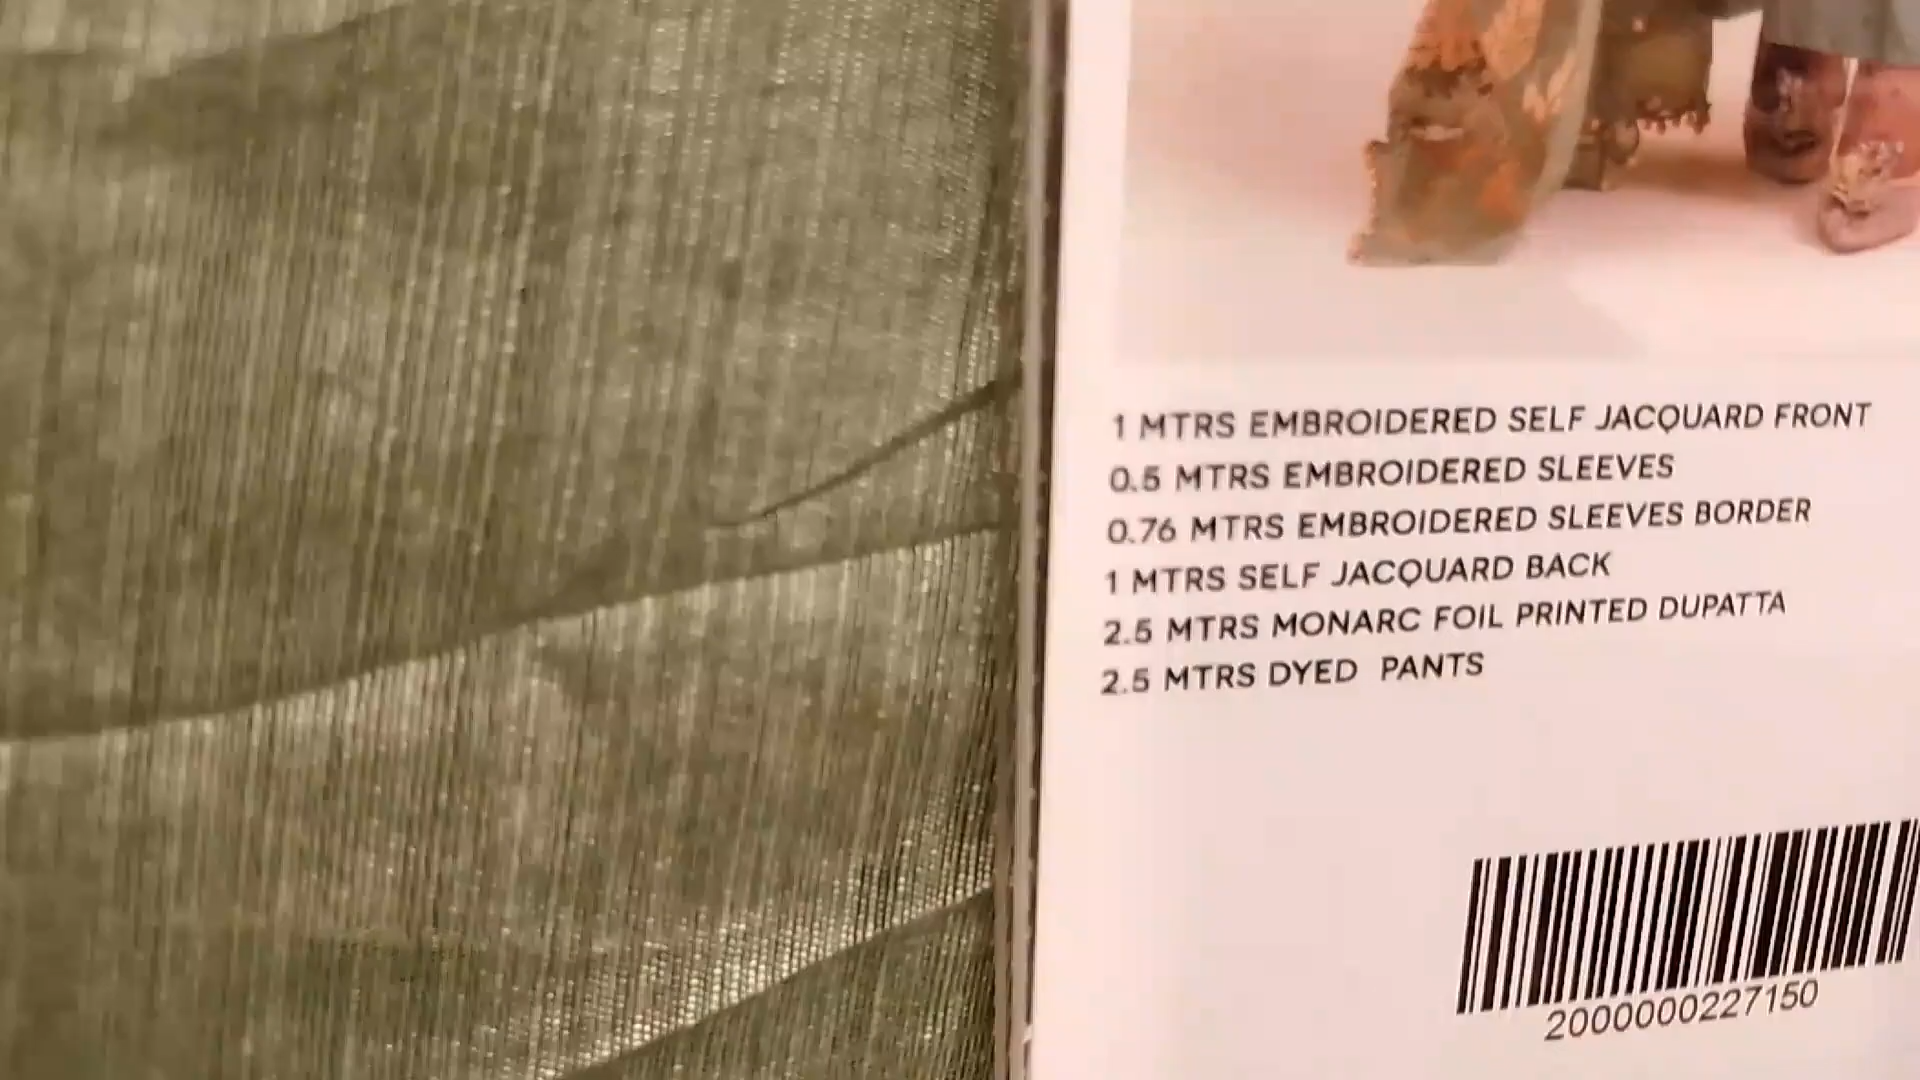 1 MTRS EMBROIDERED SELF JACQUARD FRONT
0.5 MTRS EMBROIDERED SLEEVES
0.76 MTRS EMBROIDERED SLEEVES BORDER
1 MTRS SELF JACQUARD BACK
2.5 MTRS MONARC FOIL PRINTED DUPATTA
2.5 MTRS DYED PANTS
2000000227150